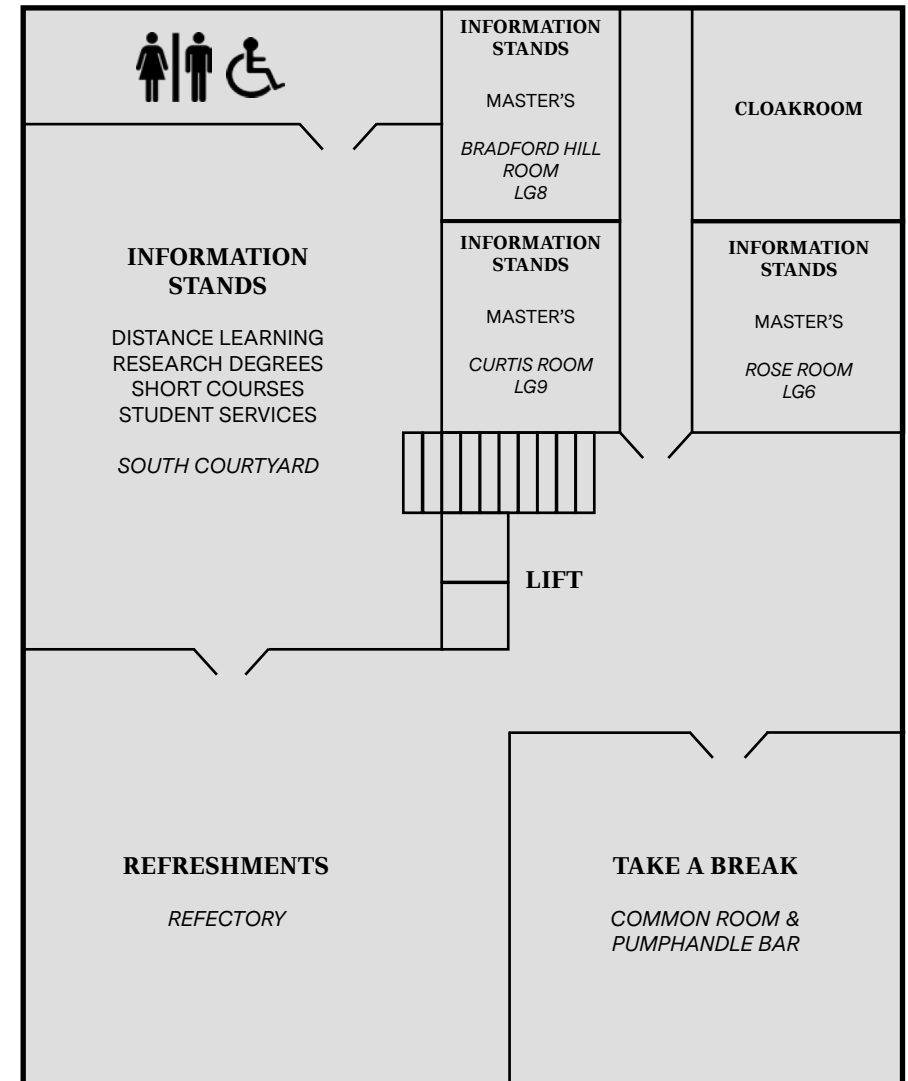 INFORMATION
STANDS
MASTER'S
BRADFORD HILL
ROOM
LG8
CLOAKROOM
INFORMATION
STANDS
DISTANCE LEARNING
RESEARCH DEGREES
SHORT COURSES
STUDENT SERVICES
SOUTH COURTYARD
INFORMATION
STANDS
MASTER'S
CURTIS ROOM
LG9
INFORMATION
STANDS
MASTER'S
ROSE ROOM
LG6
LIFT
REFRESHMENTS
REFECTORY
TAKE A BREAK
COMMON ROOM &
PUMPHANDLE BAR